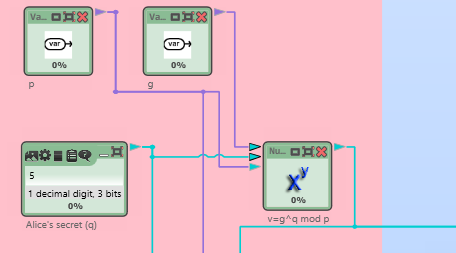 Va...
var
0%
p
Va...
var
0%
g
5
1 decimal digit, 3 bits
0%
Alice's secret (q)
Nu...
X^y
0%
v=g^q mod p